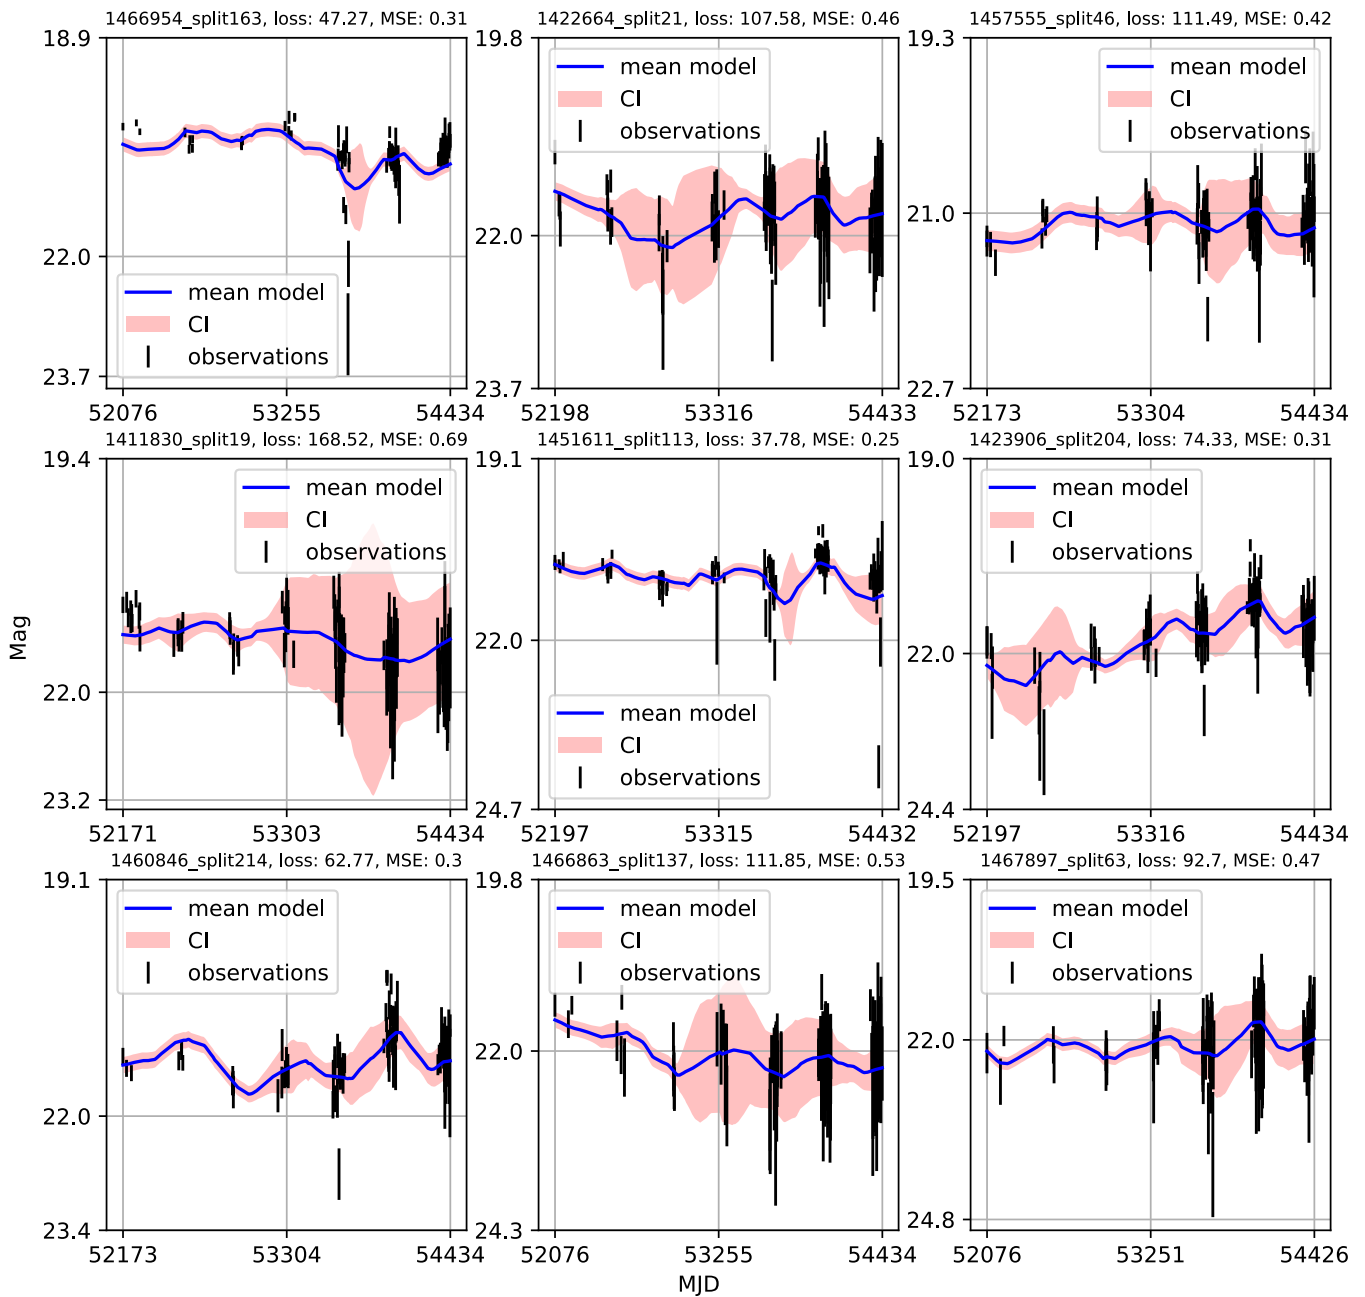 1466954_split163, loss: 47.27, MSE: 0.31
18.9
22.0
23.7
mean model
CI
observations
52076 53255 54434
1422664_split21, loss: 107.58, MSE: 0.46
19.8
22.0
23.7
mean model
CI
observations
52198 53316 54433
1457555_split46, loss: 111.49, MSE: 0.42
19.3
21.0
22.7
mean model
CI
observations
52173 53304 54434
1411830_split19, loss: 168.52, MSE: 0.69
19.4
22.0
23.2
mean model
CI
observations
52171 53303 54434
Mag
1451611_split113, loss: 37.78, MSE: 0.25
19.1
22.0
24.7
mean model
CI
observations
52197 53315 54432
1423906_split204, loss: 74.33, MSE: 0.31
19.0
22.0
24.4
mean model
CI
observations
52197 53316 54434
1460846_split214, loss: 62.77, MSE: 0.3
19.1
22.0
23.4
mean model
CI
observations
52173 53304 54434
1466863_split137, loss: 111.85, MSE: 0.53
19.8
22.0
24.3
mean model
CI
observations
52076 53255 54434
MJD
1467897_split63, loss: 92.7, MSE: 0.47
19.5
22.0
24.8
mean model
CI
observations
52076 53251 54426